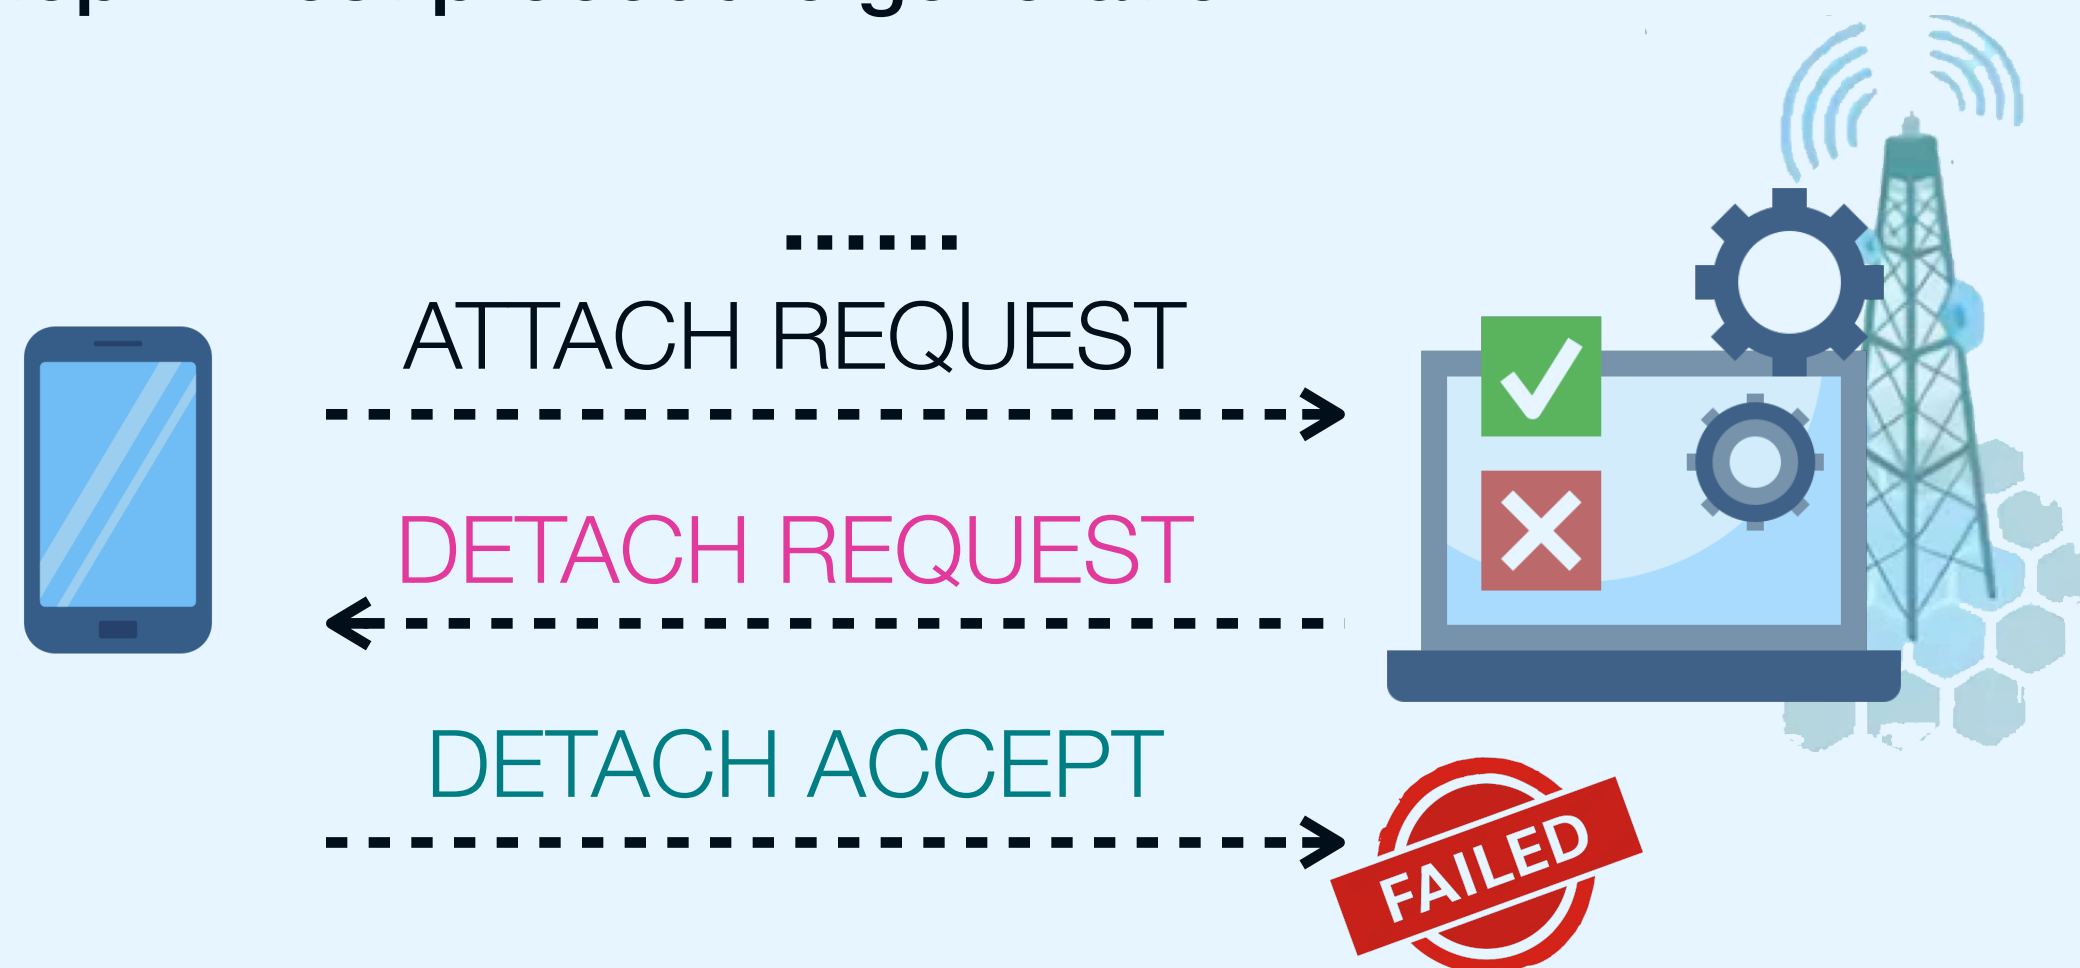 ......
ATTACH REQUEST
DETACH REQUEST
DETACH ACCEPT
FAILED